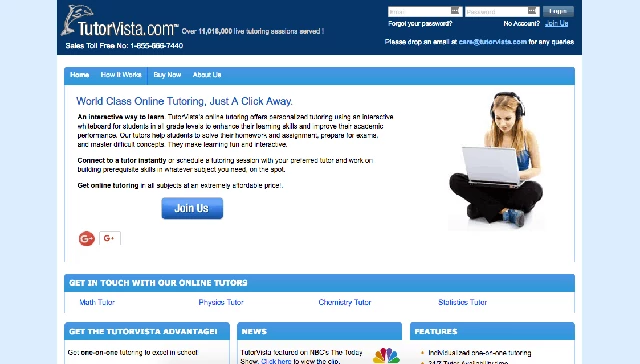 TutorVista.com™ Over 11,018,000 live tutoring sessions served !
Password
Login
Forgot your password?
No Account? Join Us
Sales Toll Free No: 1-855-666-7440
Please drop an email at care@tutorvista.com for any queries
Home How It Works Buy Now About Us
World Class Online Tutoring, Just A Click Away.
An interactive way to learn. TutorVista's online tutoring offers personalized tutoring using an interactive
whiteboard for students in all grade levels to enhance their learning skills and improve their academic
performance. Our tutors help students to solve their homework and assignment, prepare for exams,
and master difficult concepts. They make learning fun and interactive.
Connect to a tutor instantly or schedule a tutoring session with your preferred tutor and work on
building prerequisite skills in whatever subject you need, on the spot.
Get online tutoring in all subjects at an extremely affordable price!.
Join Us
G+ G+
GET IN TOUCH WITH OUR ONLINE TUTORS
Math Tutor Physics Tutor Chemistry Tutor Statistics Tutor
GET THE TUTORVISTA ADVANTAGE!
Get one-on-one tutoring to excel in school
NEWS
TutorVista featured on NBC's The Today
Show. Click here to view the clip.
FEATURES
Individualized one-on-one tutoring
24/7 Tutor Availability